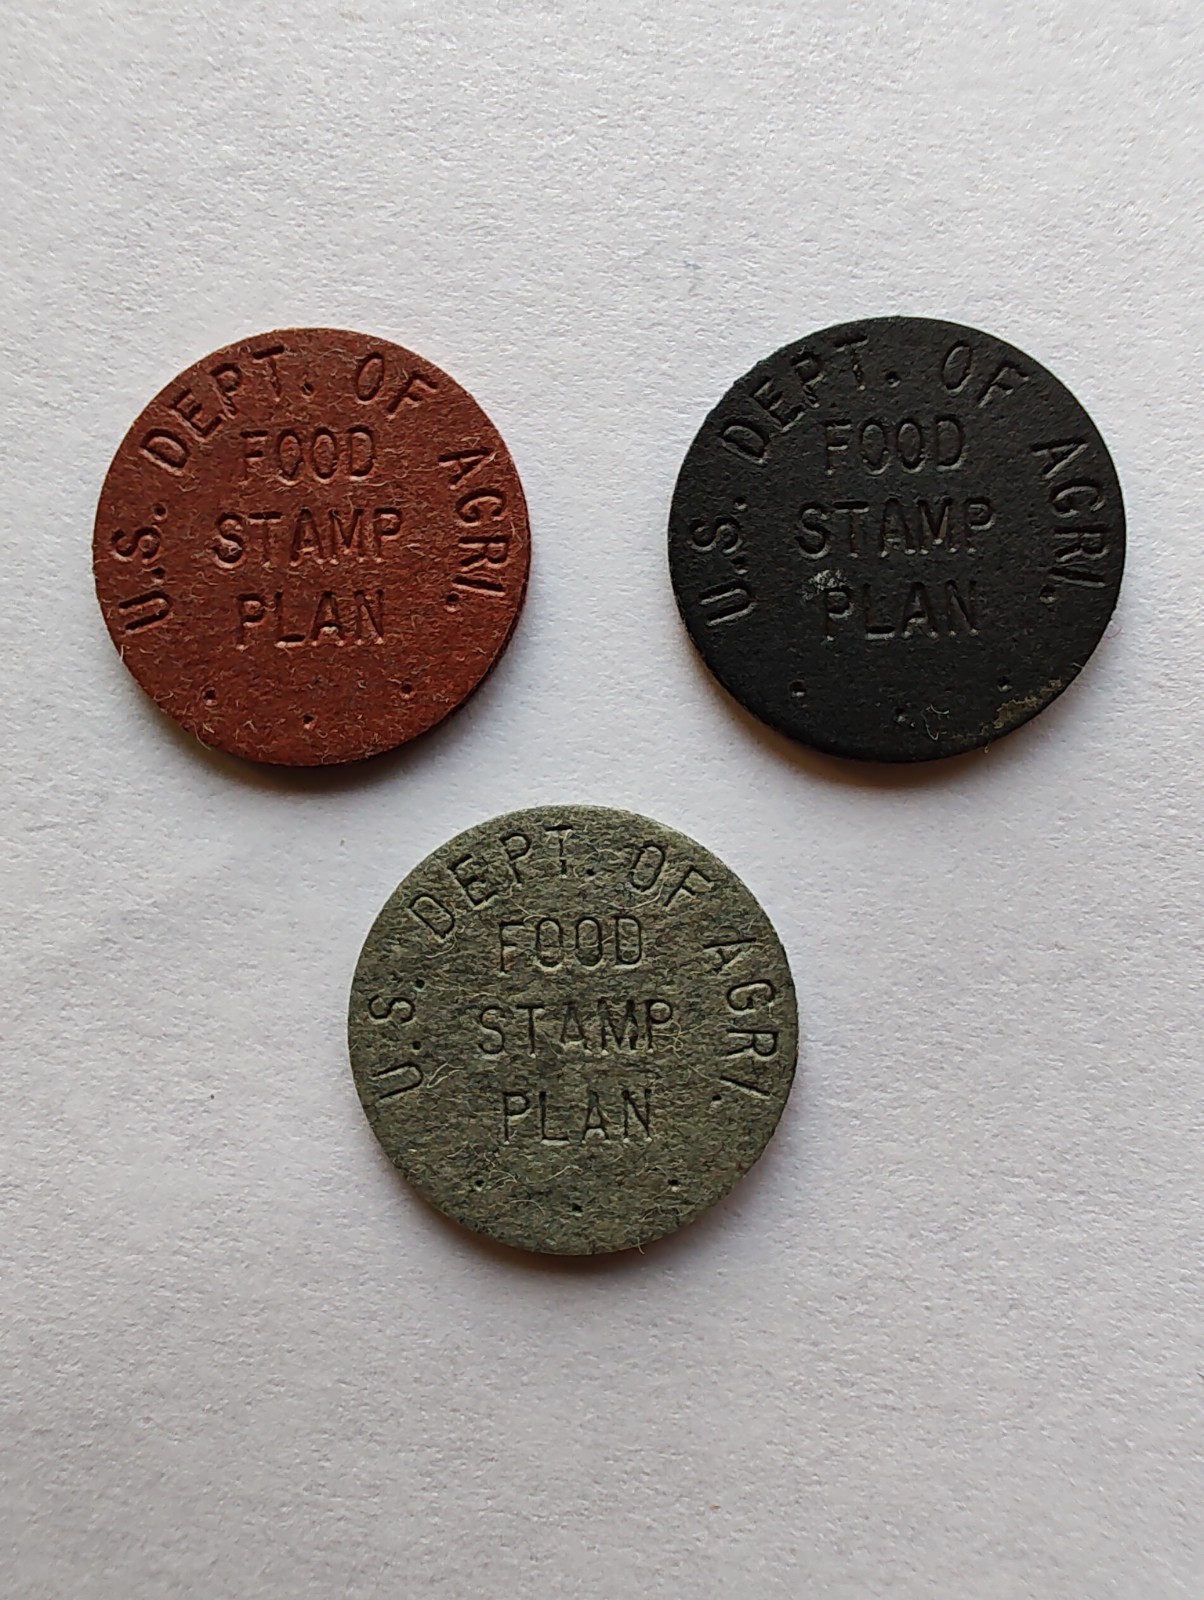 U.S. DEPT. OF AGRI.
FOOD
STAMP
PLAN
U.S. DEPT. OF AGRI.
FOOD
STAMP
PLAN
U.S. DEPT. OF AGRI.
FOOD
STAMP
PLAN